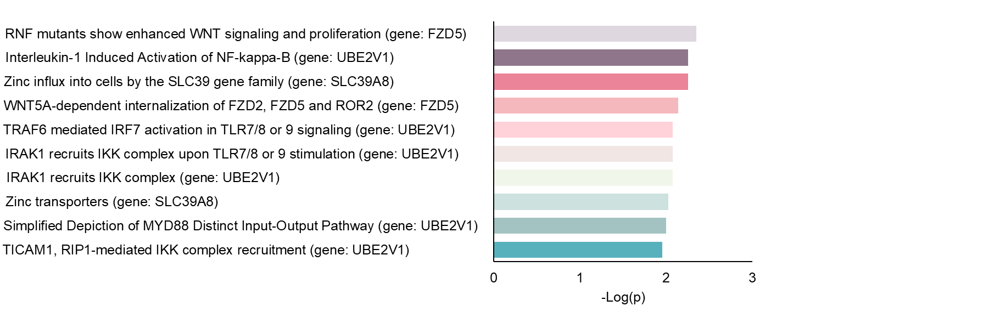 RNF mutants show enhanced WNT signaling and proliferation (gene: FZD5)
Interleukin-1 Induced Activation of NF-kappa-B (gene: UBE2V1)
Zinc influx into cells by the SLC39 gene family (gene: SLC39A8)
WNT5A-dependent internalization of FZD2, FZD5 and ROR2 (gene: FZD5)
TRAF6 mediated IRF7 activation in TLR7/8 or 9 signaling (gene: UBE2V1)
IRAK1 recruits IKK complex upon TLR7/8 or 9 stimulation (gene: UBE2V1)
IRAK1 recruits IKK complex (gene: UBE2V1)
Zinc transporters (gene: SLC39A8)
Simplified Depiction of MYD88 Distinct Input-Output Pathway (gene: UBE2V1)
TICAM1, RIP1-mediated IKK complex recruitment (gene: UBE2V1)
0 1 2 3
-Log(p)